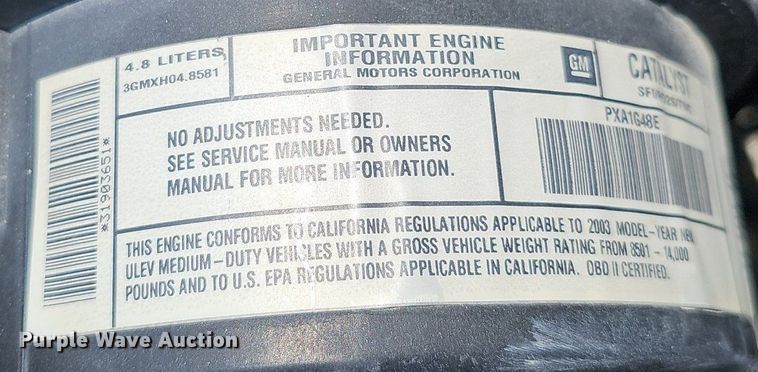 4.8 LITERS
3GMXH04.8581
IMPORTANT ENGINE
INFORMATION
GENERAL MOTORS CORPORATION
GM
CATALYST
*31903651*
NO ADJUSTMENTS NEEDED.
SEE SERVICE MANUAL OR OWNERS
MANUAL FOR MORE INFORMATION.
PXA1G48E
THIS ENGINE CONFORMS TO CALIFORNIA REGULATIONS APPLICABLE TO 2003 MODEL-YEAR NEW
ULEV MEDIUM-DUTY VEHICLES WITH A GROSS VEHICLE WEIGHT RATING FROM 8501 - 14,000
POUNDS AND TO U.S. EPA REGULATIONS APPLICABLE IN CALIFORNIA. OBD II CERTIFIED.
Purple Wave Auction